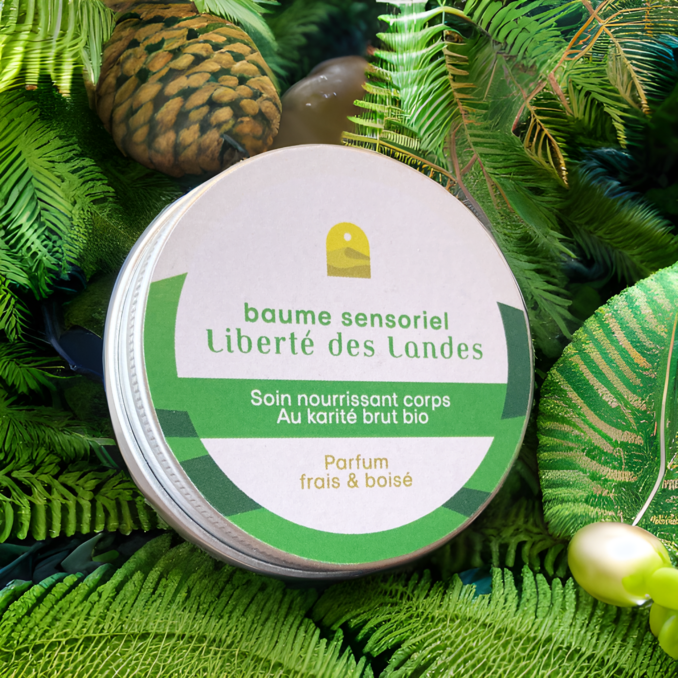 baume sensoriel
Liberté des Landes
Soin nourrissant corps
Au karité brut bio
Parfum
frais & boisé